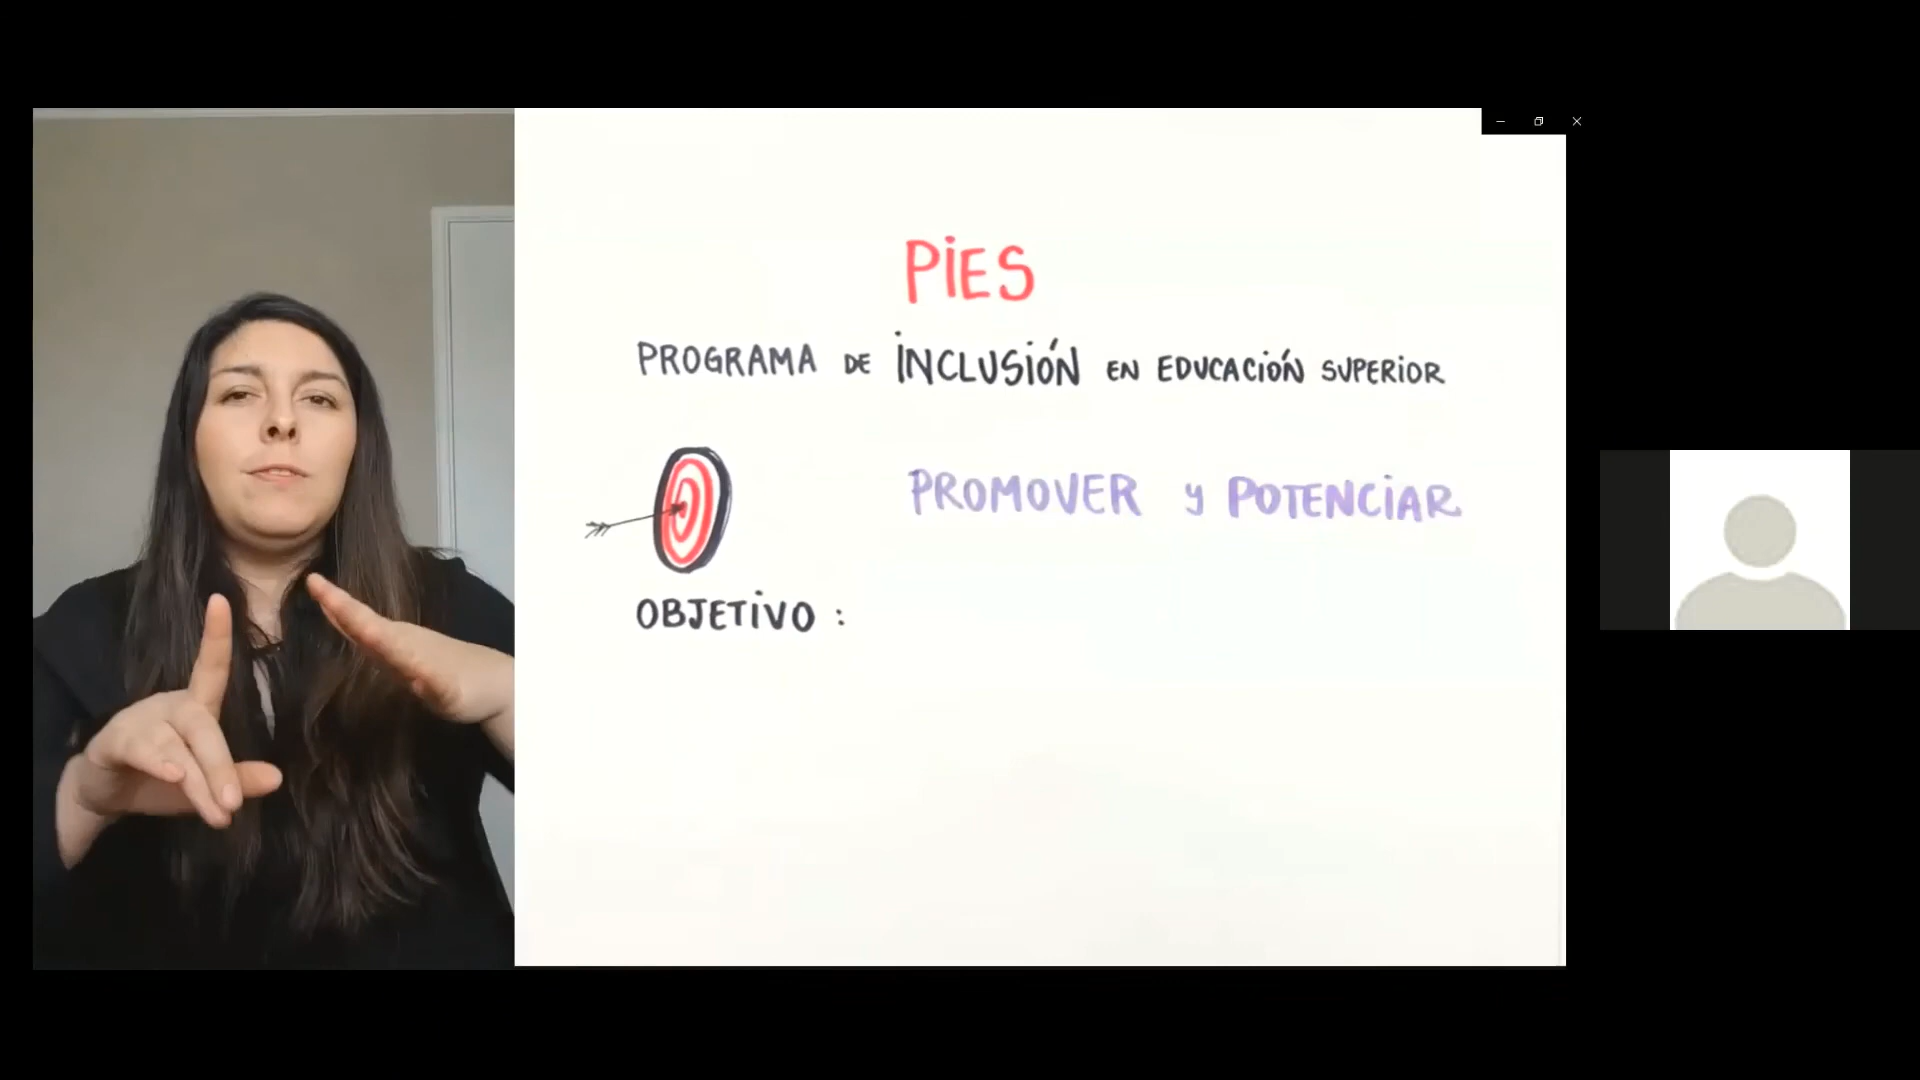 PiES
PROGRAMA DE iNCLUSiÓN EN EDUCACiÓN SUPERiOR
PROMOVER y POTENCiAR
OBJETiVO :